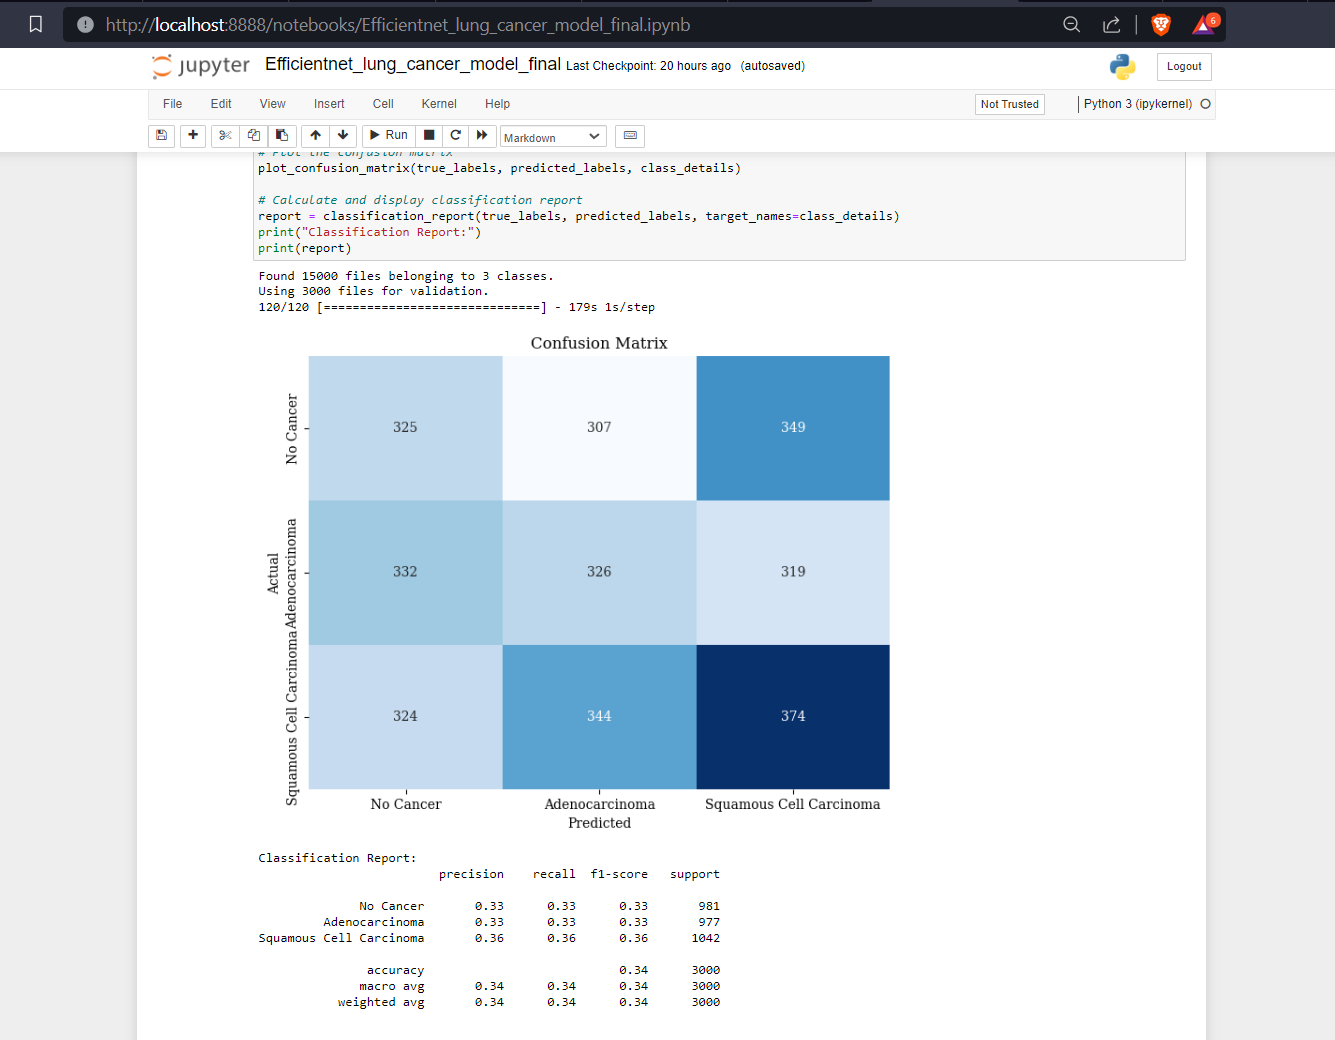 http://localhost:8888/notebooks/Efficientnet_lung_cancer_model_final.ipynb
6
jupyter Efficientnet_lung_cancer_model_final Last Checkpoint: 20 hours ago (autosaved)
Logout
File Edit View Insert Cell Kernel Help
Not Trusted
Python 3 (ipykernel)
Run
Markdown
# Plot the confusion matrix
plot_confusion_matrix(true_labels, predicted_labels, class_details)
# Calculate and display classification report
report = classification_report(true_labels, predicted_labels, target_names=class_details)
print("Classification Report:")
print(report)
Found 15000 files belonging to 3 classes.
Using 3000 files for validation.
120/120 [==============================] - 179s 1s/step
Confusion Matrix
No Cancer
325 307 349
Actual
Adenocarcinoma
332 326 319
Squamous Cell Carcinoma
324 344 374
No Cancer Adenocarcinoma Squamous Cell Carcinoma
Predicted
Classification Report:
precision recall f1-score support
No Cancer 0.33 0.33 0.33 981
Adenocarcinoma 0.33 0.33 0.33 977
Squamous Cell Carcinoma 0.36 0.36 0.36 1042
accuracy 0.34 3000
macro avg 0.34 0.34 0.34 3000
weighted avg 0.34 0.34 0.34 3000